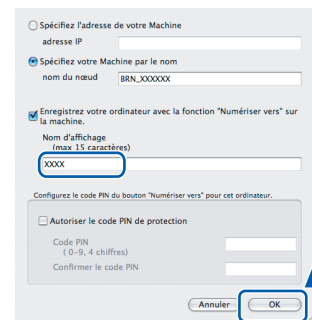 Spécifiez l'adresse de votre Machine
adresse IP
Spécifiez votre Machine par le nom
nom du nœud BRN_XXXXXX
Enregistrez votre ordinateur avec la fonction "Numériser vers" sur
la machine.
Nom d'affichage
(max 15 caractères)
XXXX
Configurez le code PIN du bouton "Numériser vers" pour cet ordinateur.
Autoriser le code PIN de protection
Code PIN
( 0-9, 4 chiffres)
Confirmer le code PIN
Annuler OK